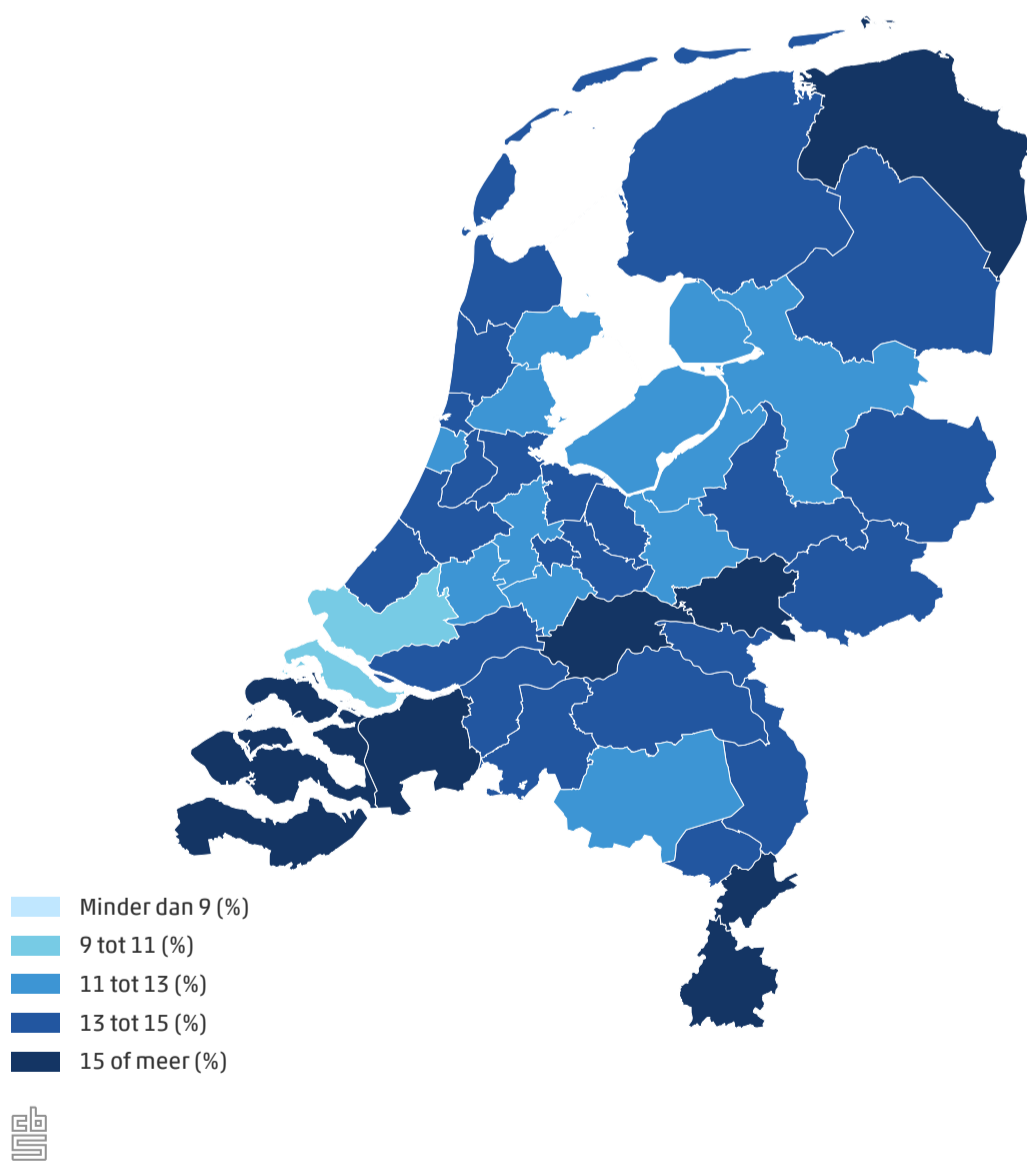 Minder dan 9 (%)
9 tot 11 (%)
11 tot 13 (%)
13 tot 15 (%)
15 of meer (%)
cbs